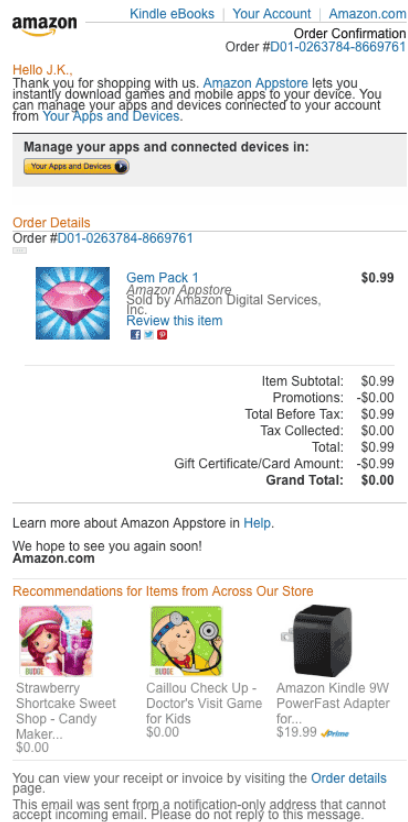 amazon
Kindle eBooks | Your Account | Amazon.com
Order Confirmation
Order #D01-0263784-8669761
Hello J.K.,
Thank you for shopping with us. Amazon Appstore lets you
instantly download games and mobile apps to your device. You
can manage your apps and devices connected to your account
from Your Apps and Devices.
Manage your apps and connected devices in:
Your Apps and Devices
Order Details
Order #D01-0263784-8669761
Gem Pack 1 $0.99
Amazon Appstore
Sold by Amazon Digital Services,
Inc.
Review this item
Item Subtotal: $0.99
Promotions: -$0.00
Total Before Tax: $0.99
Tax Collected: $0.00
Total: $0.99
Gift Certificate/Card Amount: -$0.99
Grand Total: $0.00
Learn more about Amazon Appstore in Help.
We hope to see you again soon!
Amazon.com
Recommendations for Items from Across Our Store
BUDGE
Strawberry
Shortcake Sweet
Shop - Candy
Maker...
$0.00
BUDGE
Caillou Check Up -
Doctor's Visit Game
for Kids
$0.00
Amazon Kindle 9W
PowerFast Adapter
for...
$19.99 Prime
You can view your receipt or invoice by visiting the Order details
page.
This email was sent from a notification-only address that cannot
accept incoming email. Please do not reply to this message.